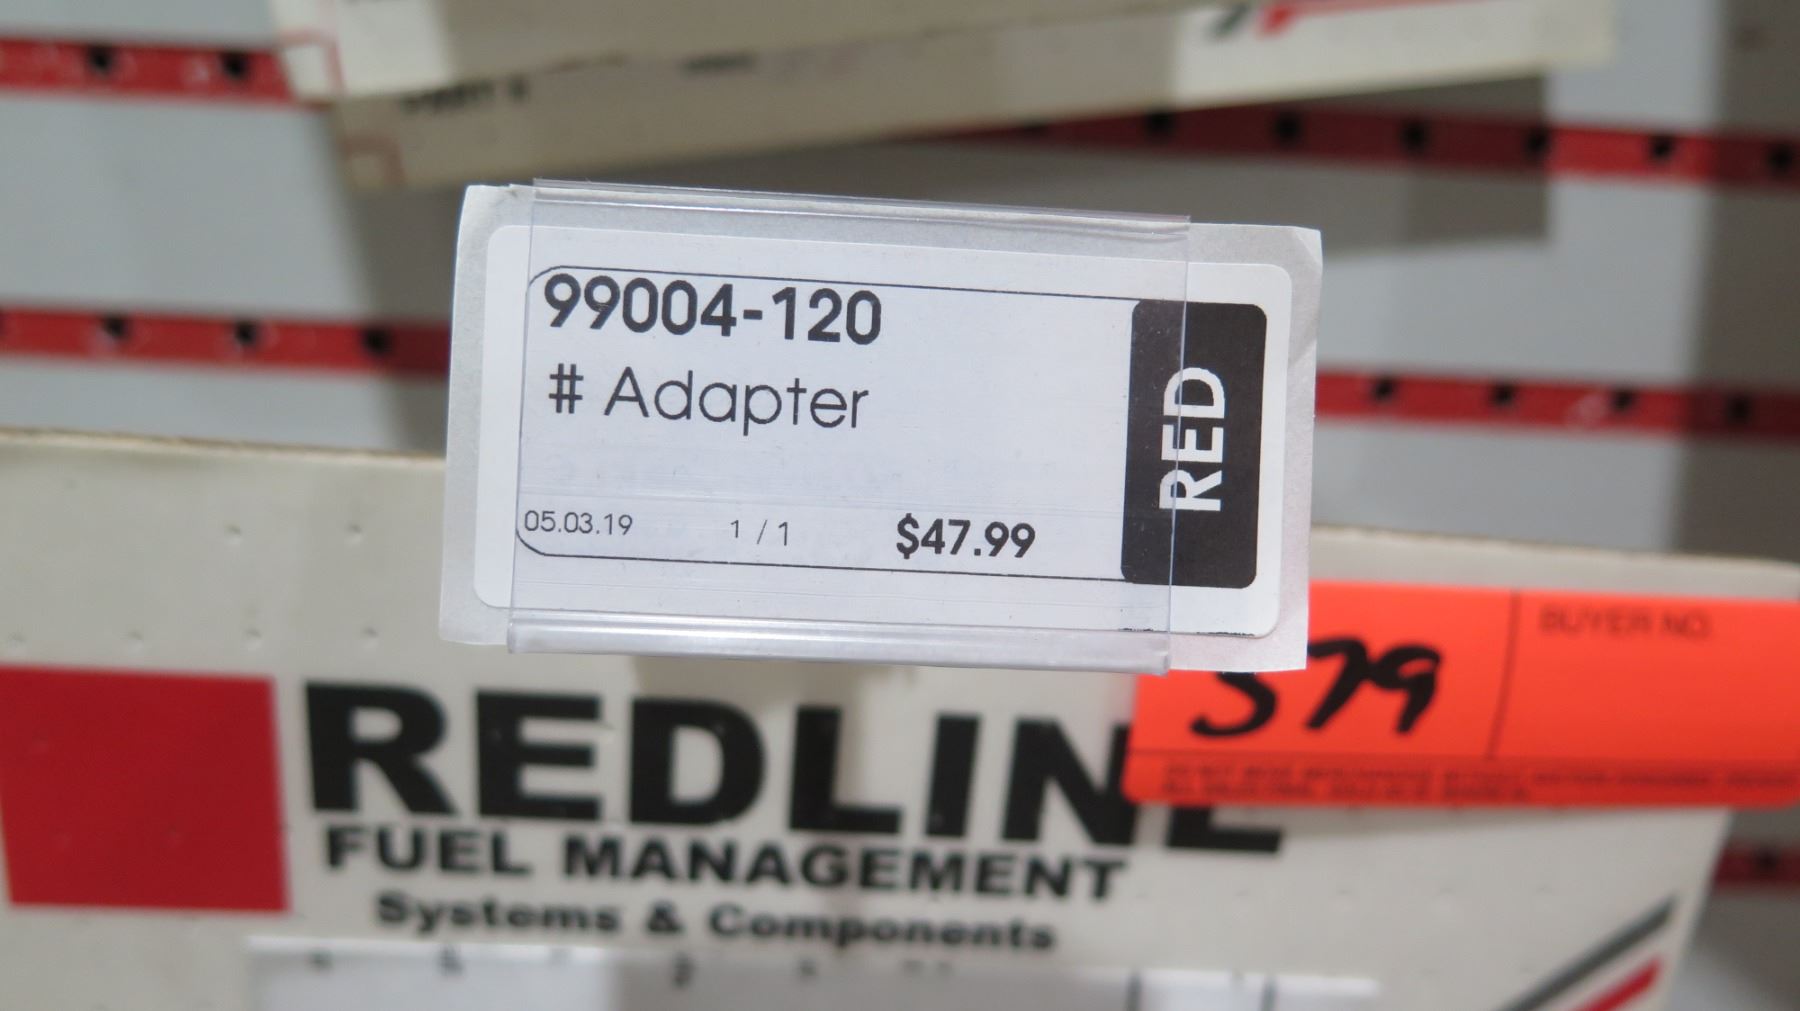 99004-120
# Adapter
05.03.19 1 / 1 $47.99
RED
579
BUYER NO.
REDLINE
FUEL MANAGEMENT
Systems & Components